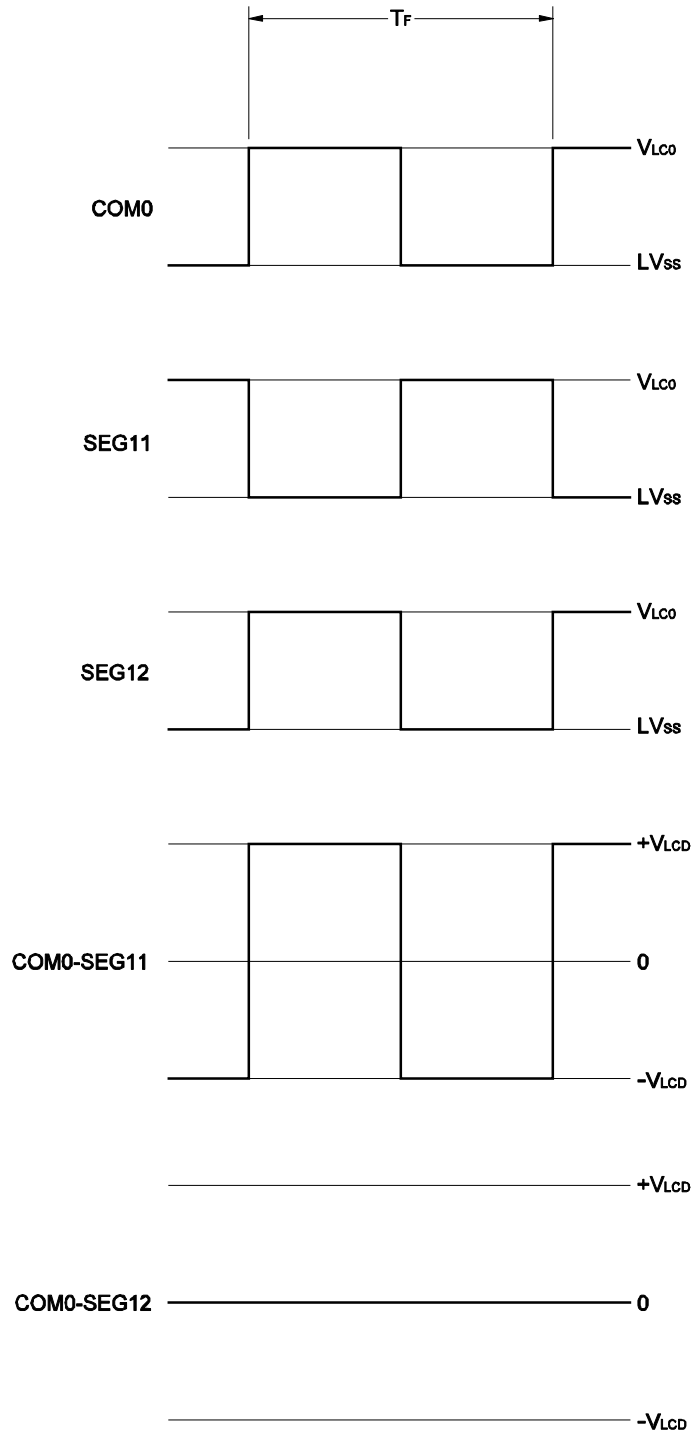 TF
VLC0
COM0
LVSS
VLC0
SEG11
LVSS
VLC0
SEG12
LVSS
+VLCD
COM0-SEG11
0
-VLCD
+VLCD
COM0-SEG12
0
-VLCD